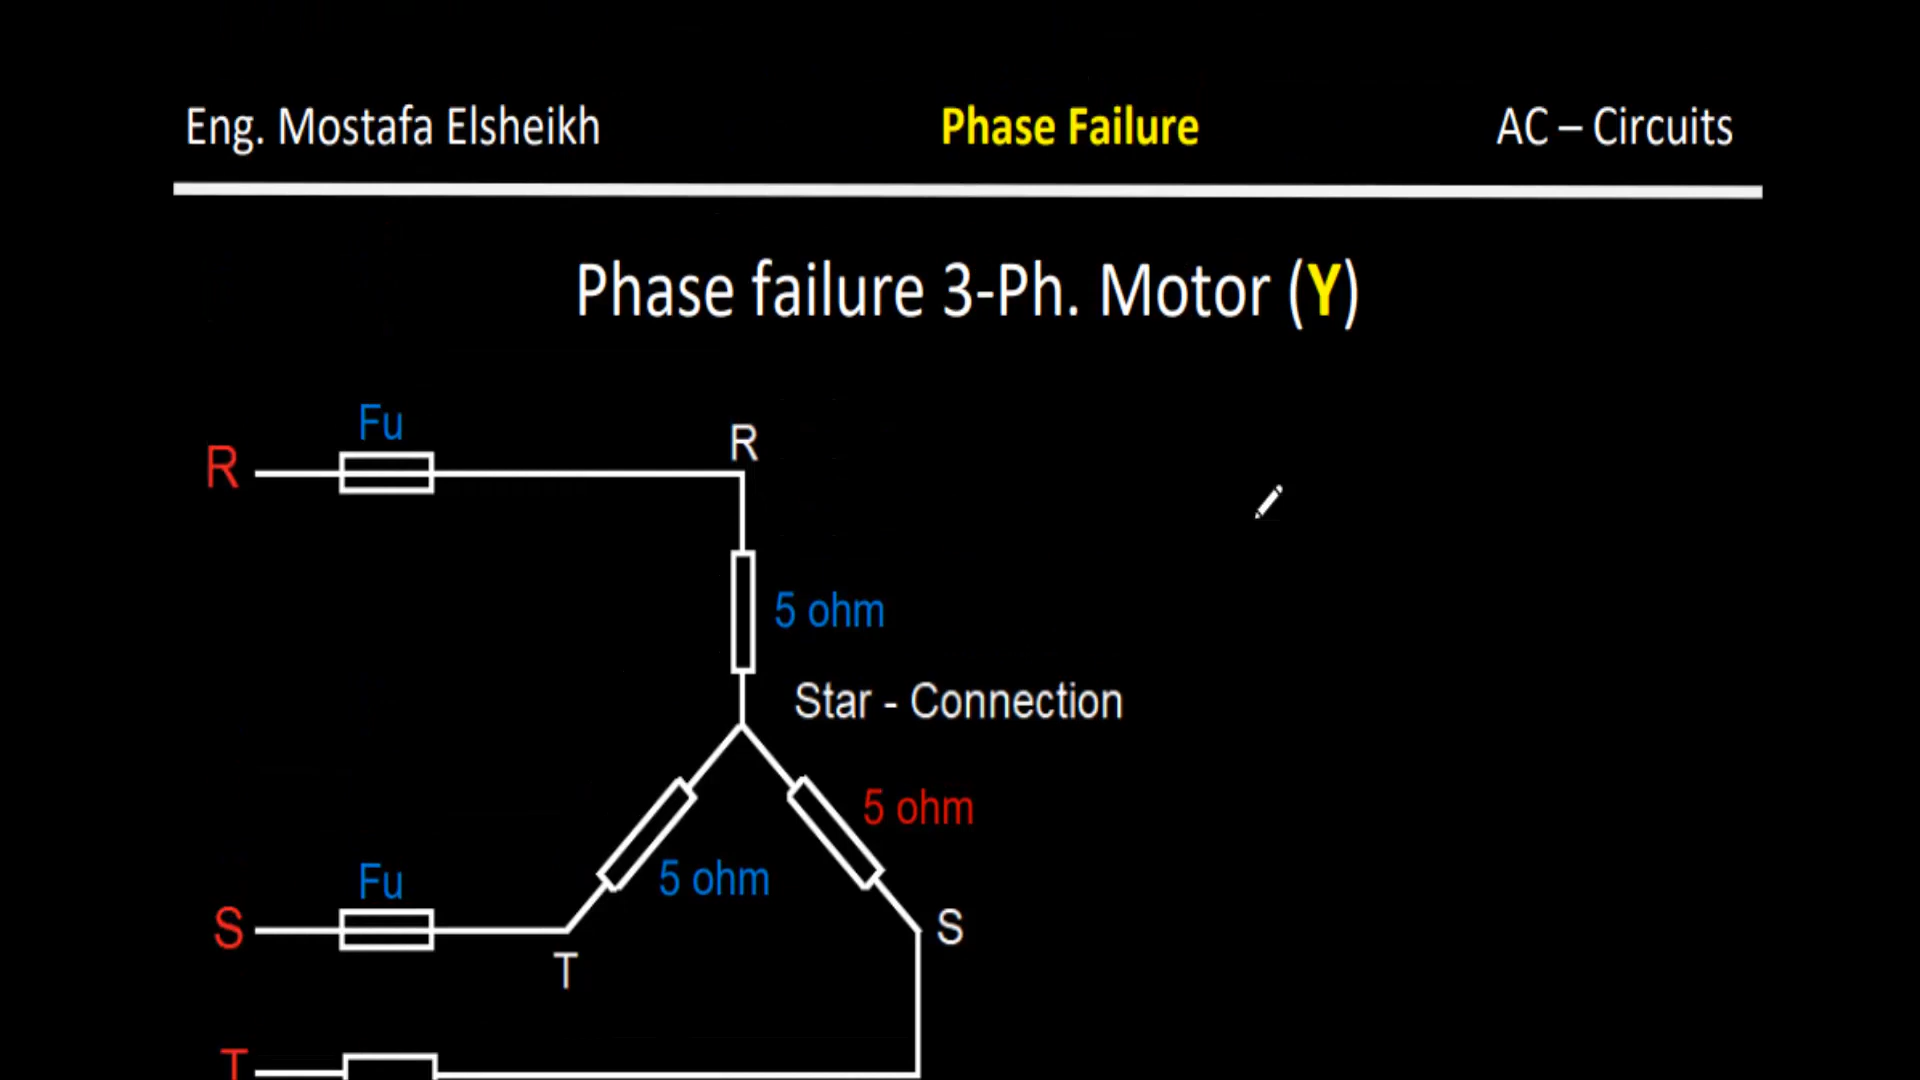 Eng. Mostafa Elsheikh Phase Failure AC – Circuits
Phase failure 3-Ph. Motor (Y)
Fu
R
R
5 ohm
Star - Connection
5 ohm
5 ohm
Fu
S
S
T
T